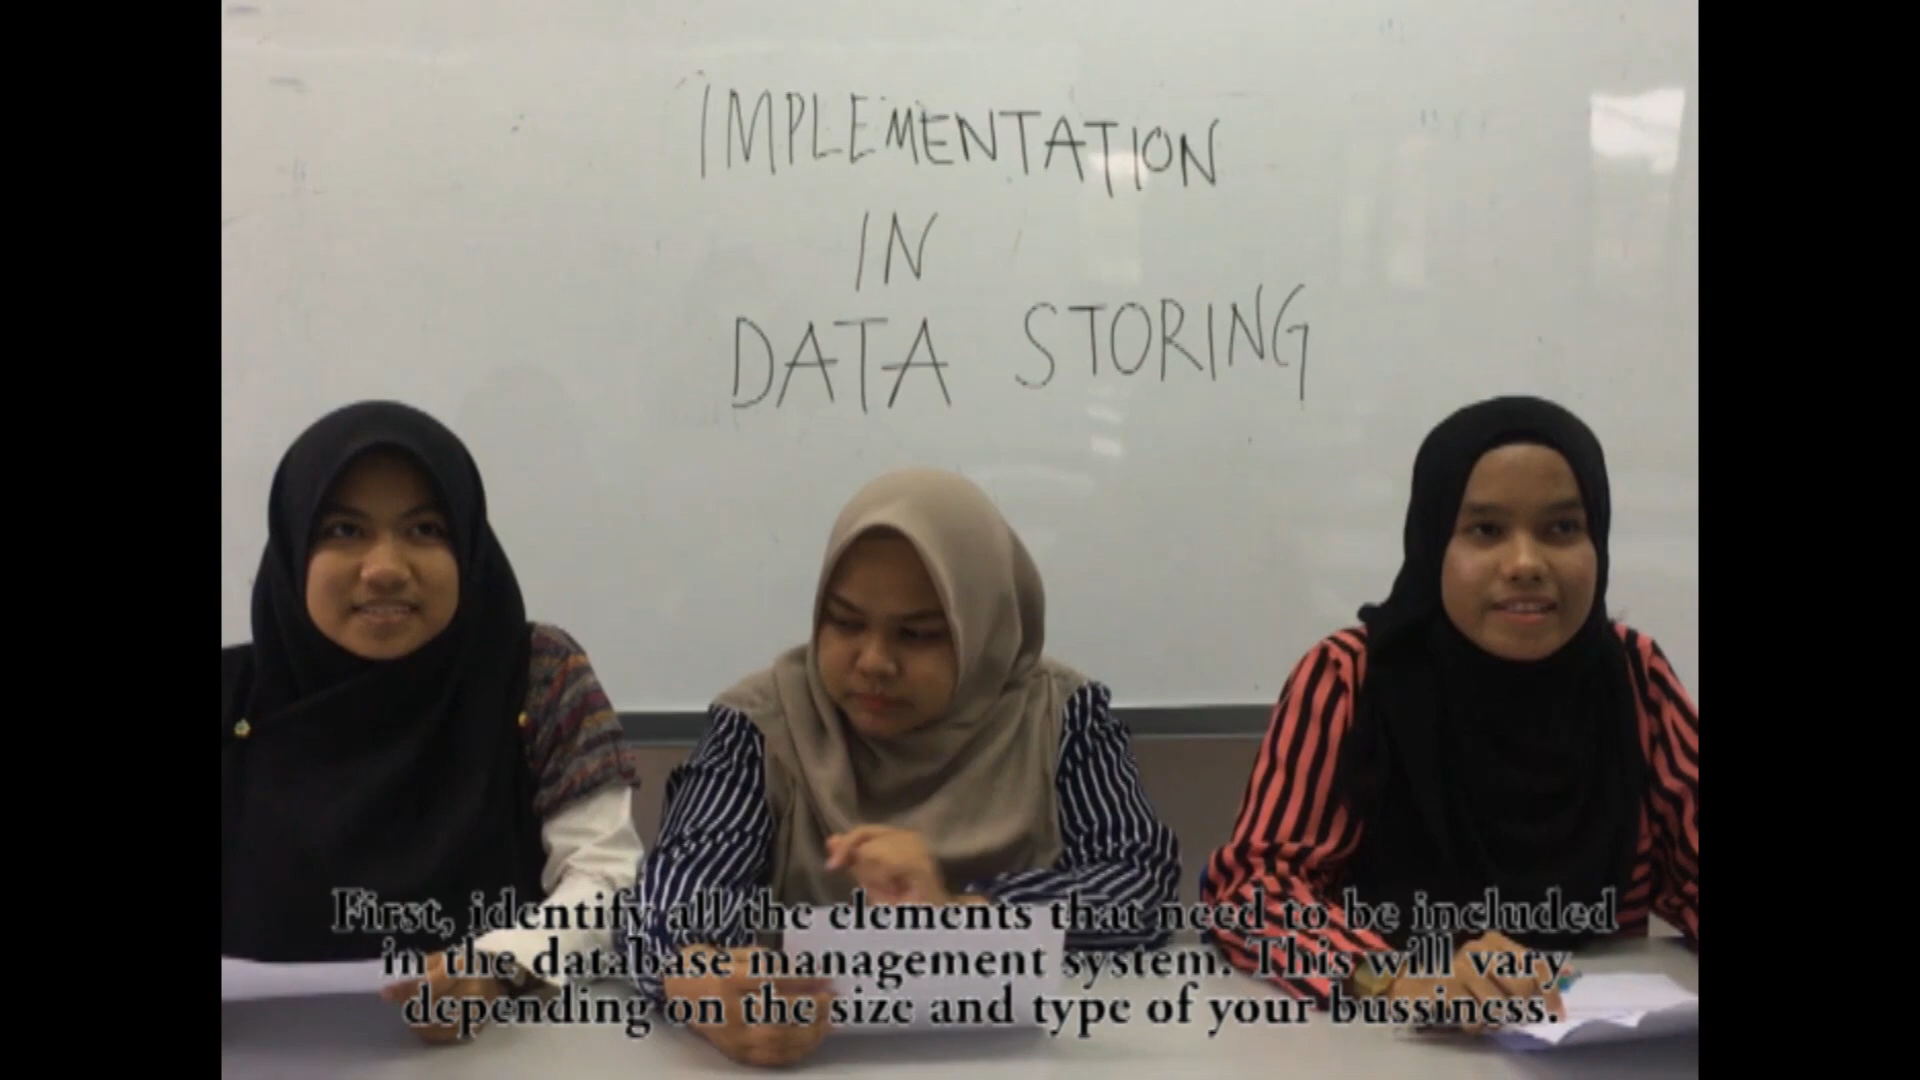 IMPLEMENTATION
IN
DATA STORING
First, identify all the elements that need to be included
in the database management system. This will vary
depending on the size and type of your bussiness.